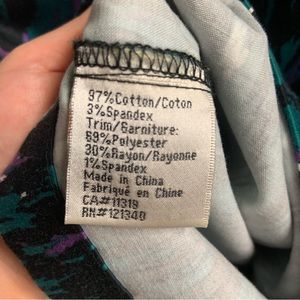 97%Cotton/Coton
3%Spandex
Trim/Garniture:
69%Polyester
30%Rayon/Rayonne
1%Spandex
Made in China
Fabriqué en Chine
CA#11319
RN#121340